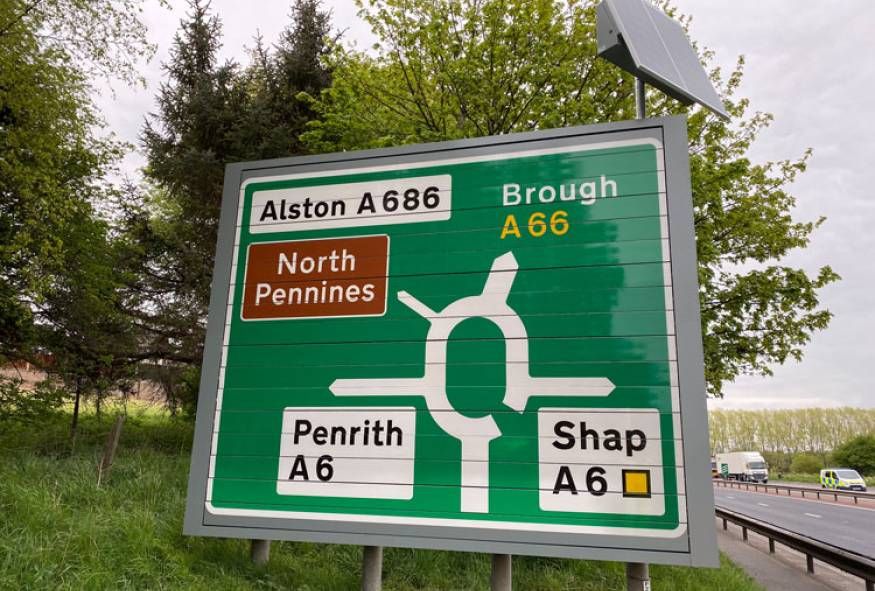 Alston A686
Brough
A66
North
Pennines
Penrith
A6
Shap
A6